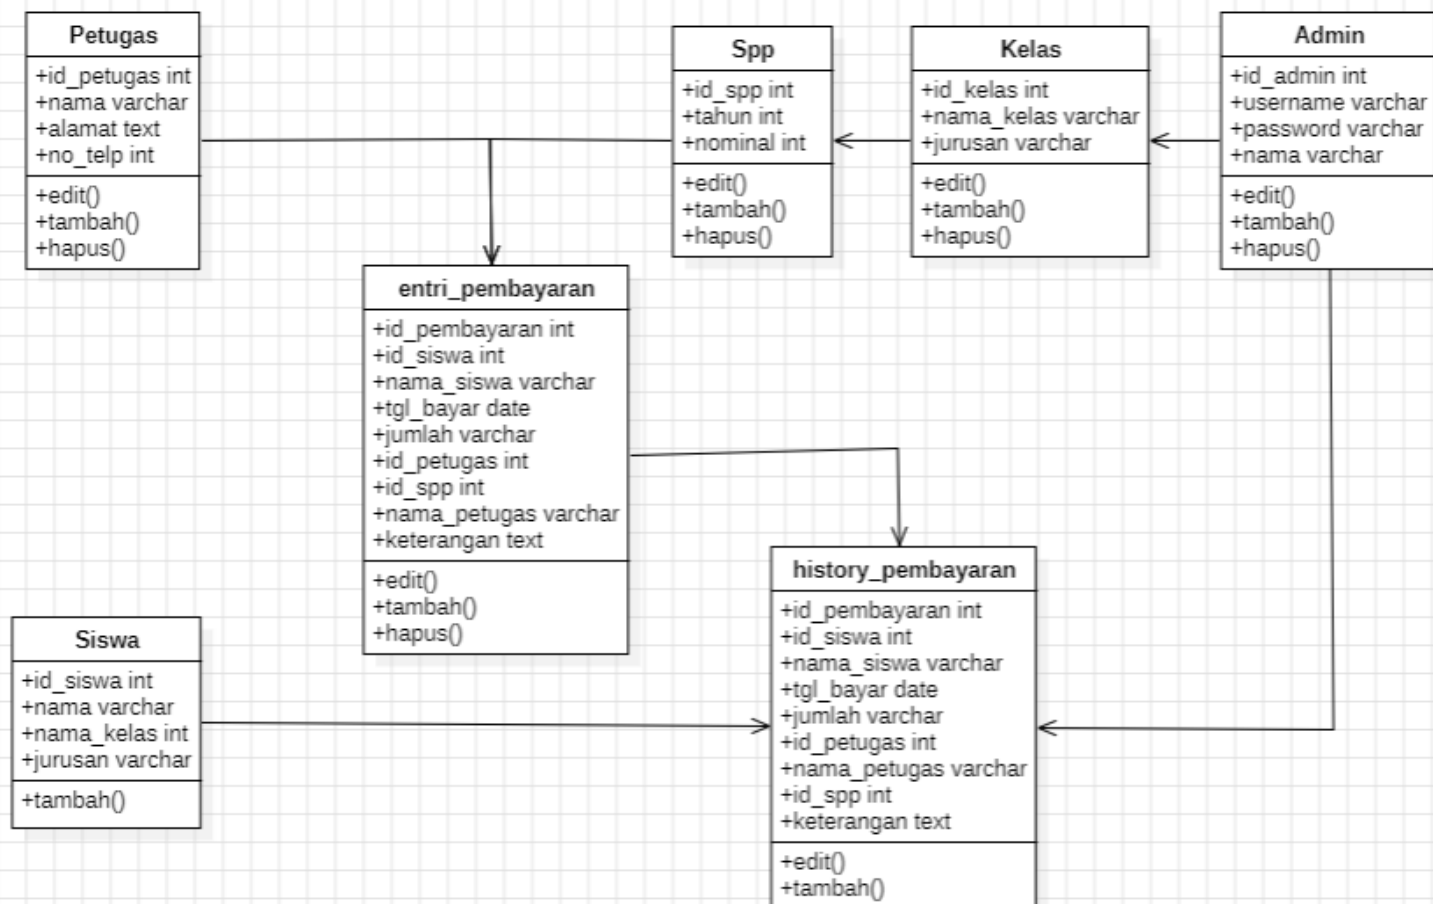 Petugas
+id_petugas int
+nama varchar
+alamat text
+no_telp int
+edit()
+tambah()
+hapus()
Spp
+id_spp int
+tahun int
+nominal int
+edit()
+tambah()
+hapus()
Kelas
+id_kelas int
+nama_kelas varchar
+jurusan varchar
+edit()
+tambah()
+hapus()
Admin
+id_admin int
+username varchar
+password varchar
+nama varchar
+edit()
+tambah()
+hapus()
entri_pembayaran
+id_pembayaran int
+id_siswa int
+nama_siswa varchar
+tgl_bayar date
+jumlah varchar
+id_petugas int
+id_spp int
+nama_petugas varchar
+keterangan text
+edit()
+tambah()
+hapus()
Siswa
+id_siswa int
+nama varchar
+nama_kelas int
+jurusan varchar
+tambah()
history_pembayaran
+id_pembayaran int
+id_siswa int
+nama_siswa varchar
+tgl_bayar date
+jumlah varchar
+id_petugas int
+nama_petugas varchar
+id_spp int
+keterangan text
+edit()
+tambah()